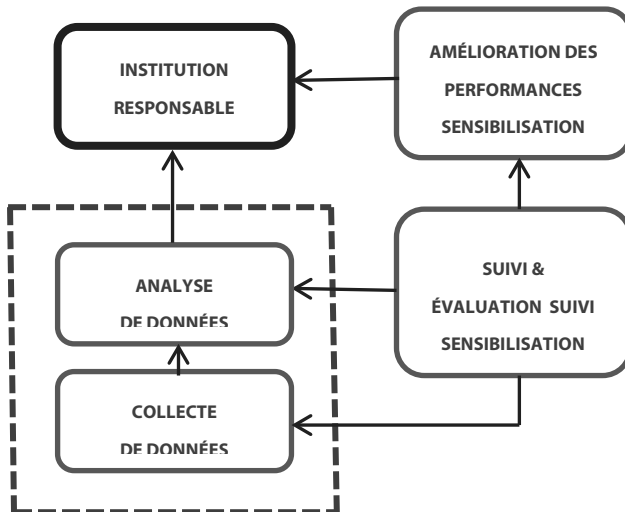 INSTITUTION
RESPONSABLE
AMÉLIORATION DES
PERFORMANCES
SENSIBILISATION
ANALYSE
DE DONNÉES
SUIVI &
ÉVALUATION SUIVI
SENSIBILISATION
COLLECTE
DE DONNÉES